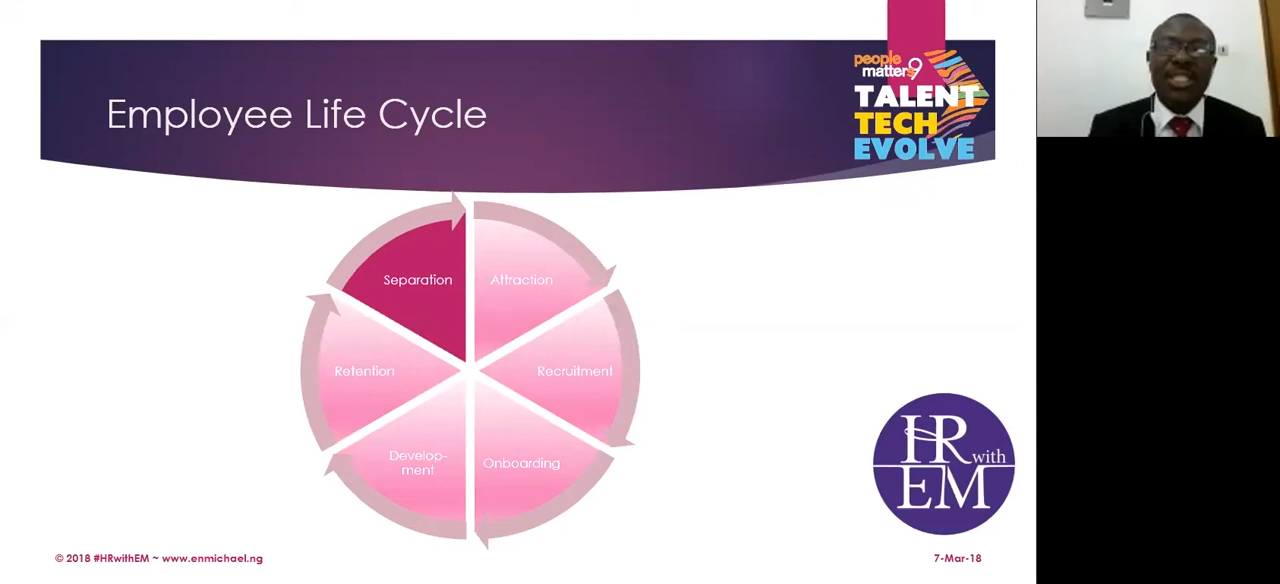 Employee Life Cycle
people
matters
TALENT
TECH
EVOLVE
Separation
Attraction
Retention
Recruitment
Develop-
ment
Onboarding
HR with
EM
© 2018 #HRwithEM ~ www.enmichael.ng
7-Mar-18